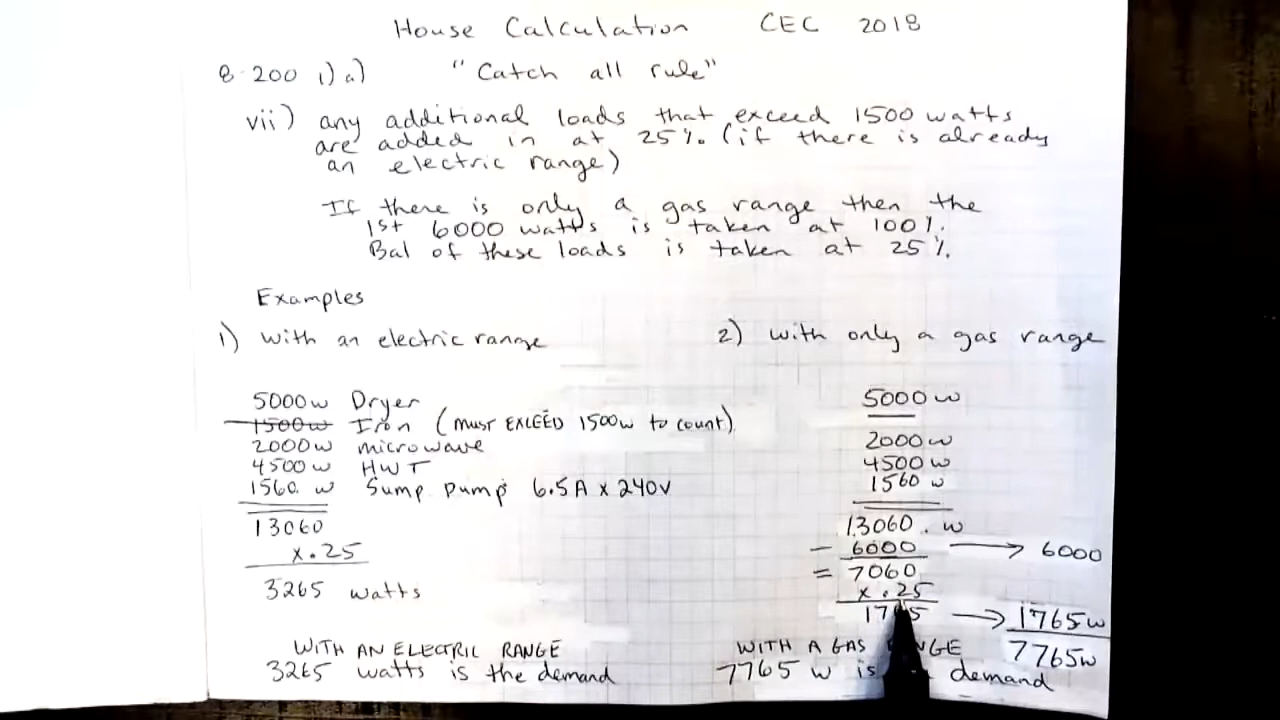 House Calculation CEC 2018
8-200 1) a) "Catch all rule"
vii) any additional loads that exceed 1500 watts
are added in at 25%. (if there is already
an electric range)
If there is only a gas range then the
1st 6000 watts is taken at 100%.
Bal of these loads is taken at 25%.
Examples
1) with an electric range
5000w Dryer
1500w Iron (must EXCEED 1500w to count)
2000w microwave
4500w HWT
1560. w Sump pump 6.5A x 240V
13060
x .25
3265 watts
WITH AN ELECTRIC RANGE
3265 watts is the demand
2) with only a gas range
5000w
2000w
4500w
1560 w
13060. w
- 6000 → 6000
= 7060
x .25
→ 1765w
7765w
WITH A GAS
7765 w is demand